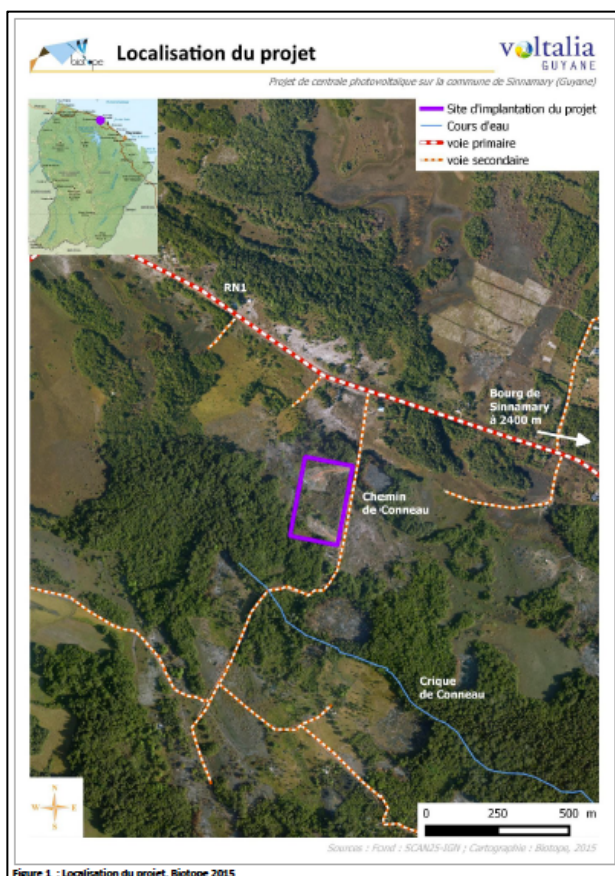 biotope
Localisation du projet
voltalia
GUYANE
Projet de centrale photovoltaïque sur la commune de Sinnamary (Guyane)
Site d'implantation du projet
Cours d'eau
voie primaire
voie secondaire
RN1
Bourg de
Sinnamary
à 2400 m
Chemin
de Conneau
Crique
de Conneau
N
W E
S
0 250 500 m
Sources : Fond : SCAN25-IGN ; Cartographie : Biotope, 2015
Figure 1 : Localisation du projet, Biotope 2015